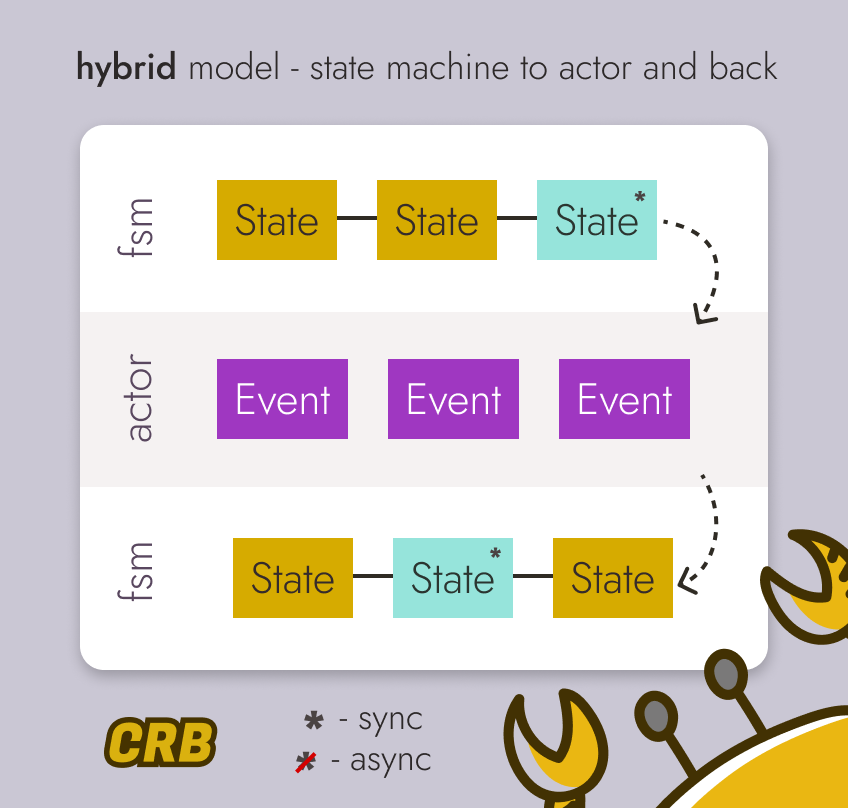 hybrid model - state machine to actor and back
fsm
State State State*
actor
Event Event Event
fsm
State State* State
CRB
* - sync
* - async